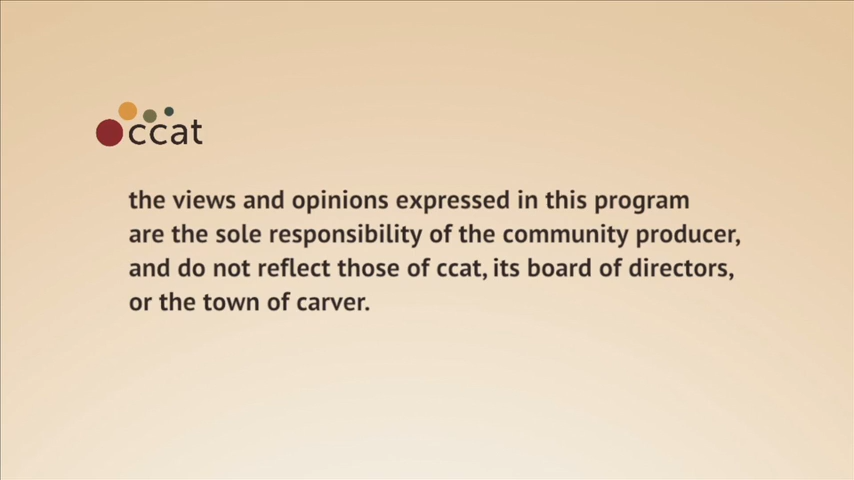 ccat
the views and opinions expressed in this program
are the sole responsibility of the community producer,
and do not reflect those of ccat, its board of directors,
or the town of carver.